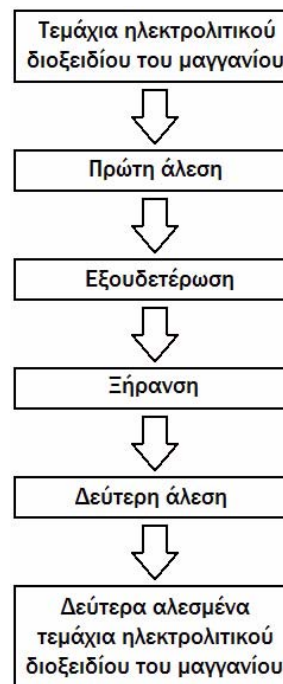 Τεμάχια ηλεκτρολιτικού
διοξειδίου του μαγγανίου
Πρώτη άλεση
Εξουδετέρωση
Ξήρανση
Δεύτερη άλεση
Δεύτερα αλεσμένα
τεμάχια ηλεκτρολιτικού
διοξειδίου του μαγγανίου